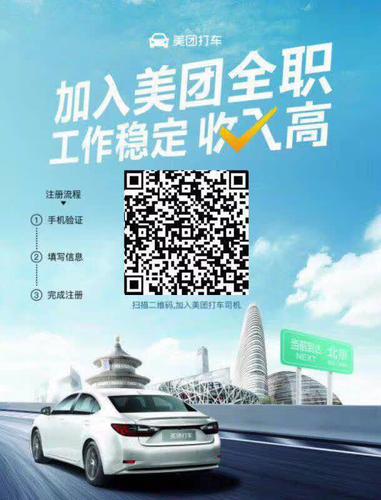 美团打车
加入美团全职
工作稳定 收入高
注册流程
1 手机验证
2 填写信息
3 完成注册
扫描二维码,加入美团打车司机
当前到达
北京
NEXT
美团打车